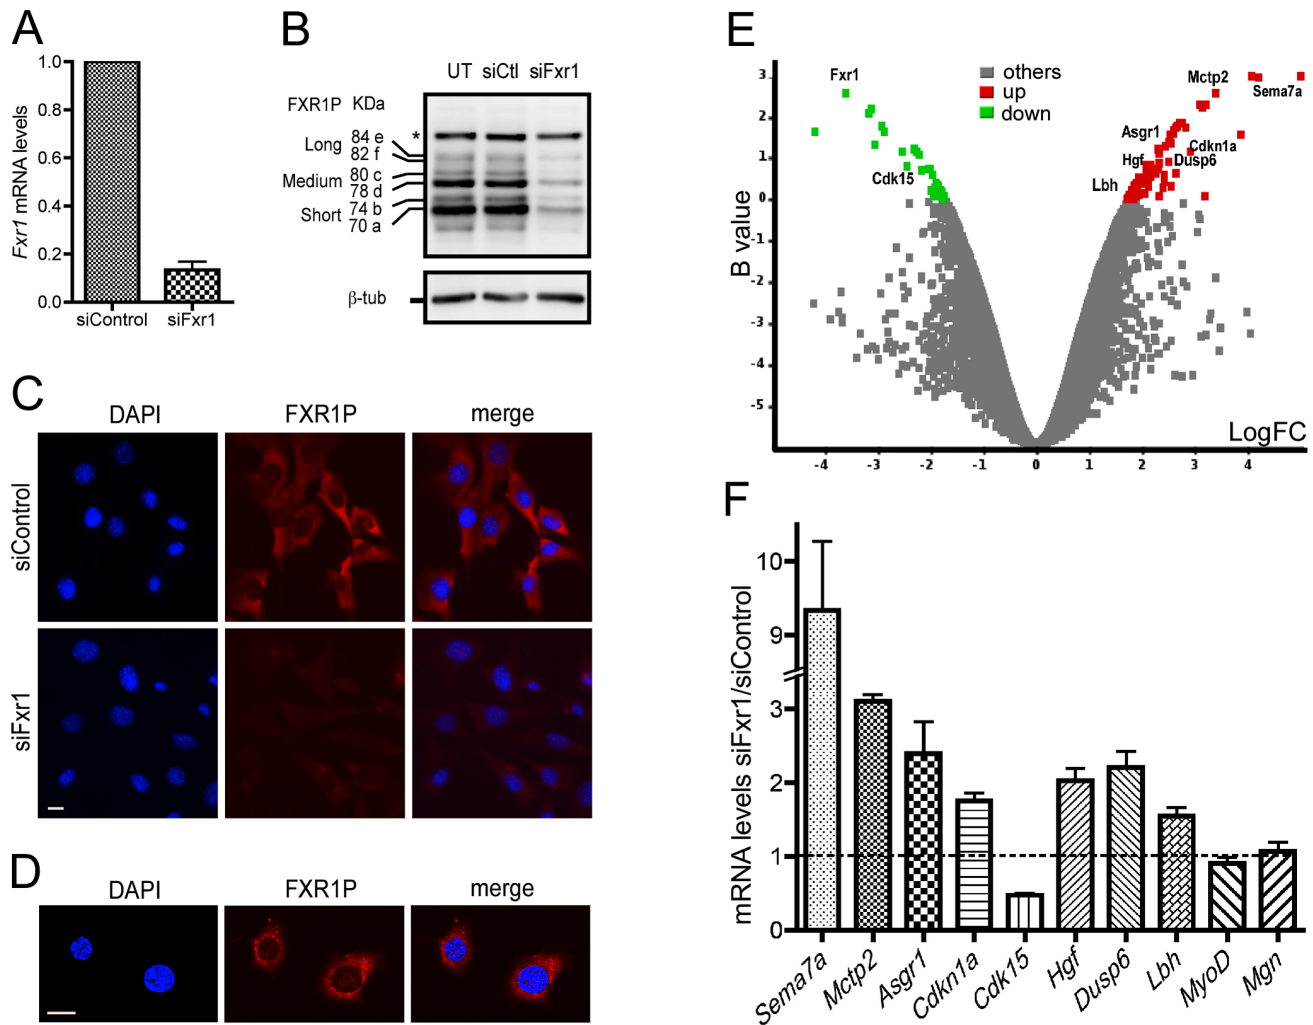 A
1.0
0.8
0.6
0.4
0.2
0.0
Fxr1 mRNA levels
siControl siFxr1
B
UT siCtl siFxr1
FXR1P KDa
Long 84 e *
82 f
Medium 80 c
78 d
Short 74 b
70 a
β-tub
C
DAPI FXR1P merge
siControl
siFxr1
D
DAPI FXR1P merge
E
3
2
1
0
-1
-2
-3
-4
-5
B value
others
up
down
Fxr1
Cdk15
Mctp2
Sema7a
Asgr1
Cdkn1a
Hgf
Dusp6
Lbh
LogFC
-4 -3 -2 -1 0 1 2 3 4
F
10
9
3
2
1
0
mRNA levels siFxr1/siControl
Sema7a Mctp2 Asgr1 Cdkn1a Cdk15 Hgf Dusp6 Lbh MyoD Mgn